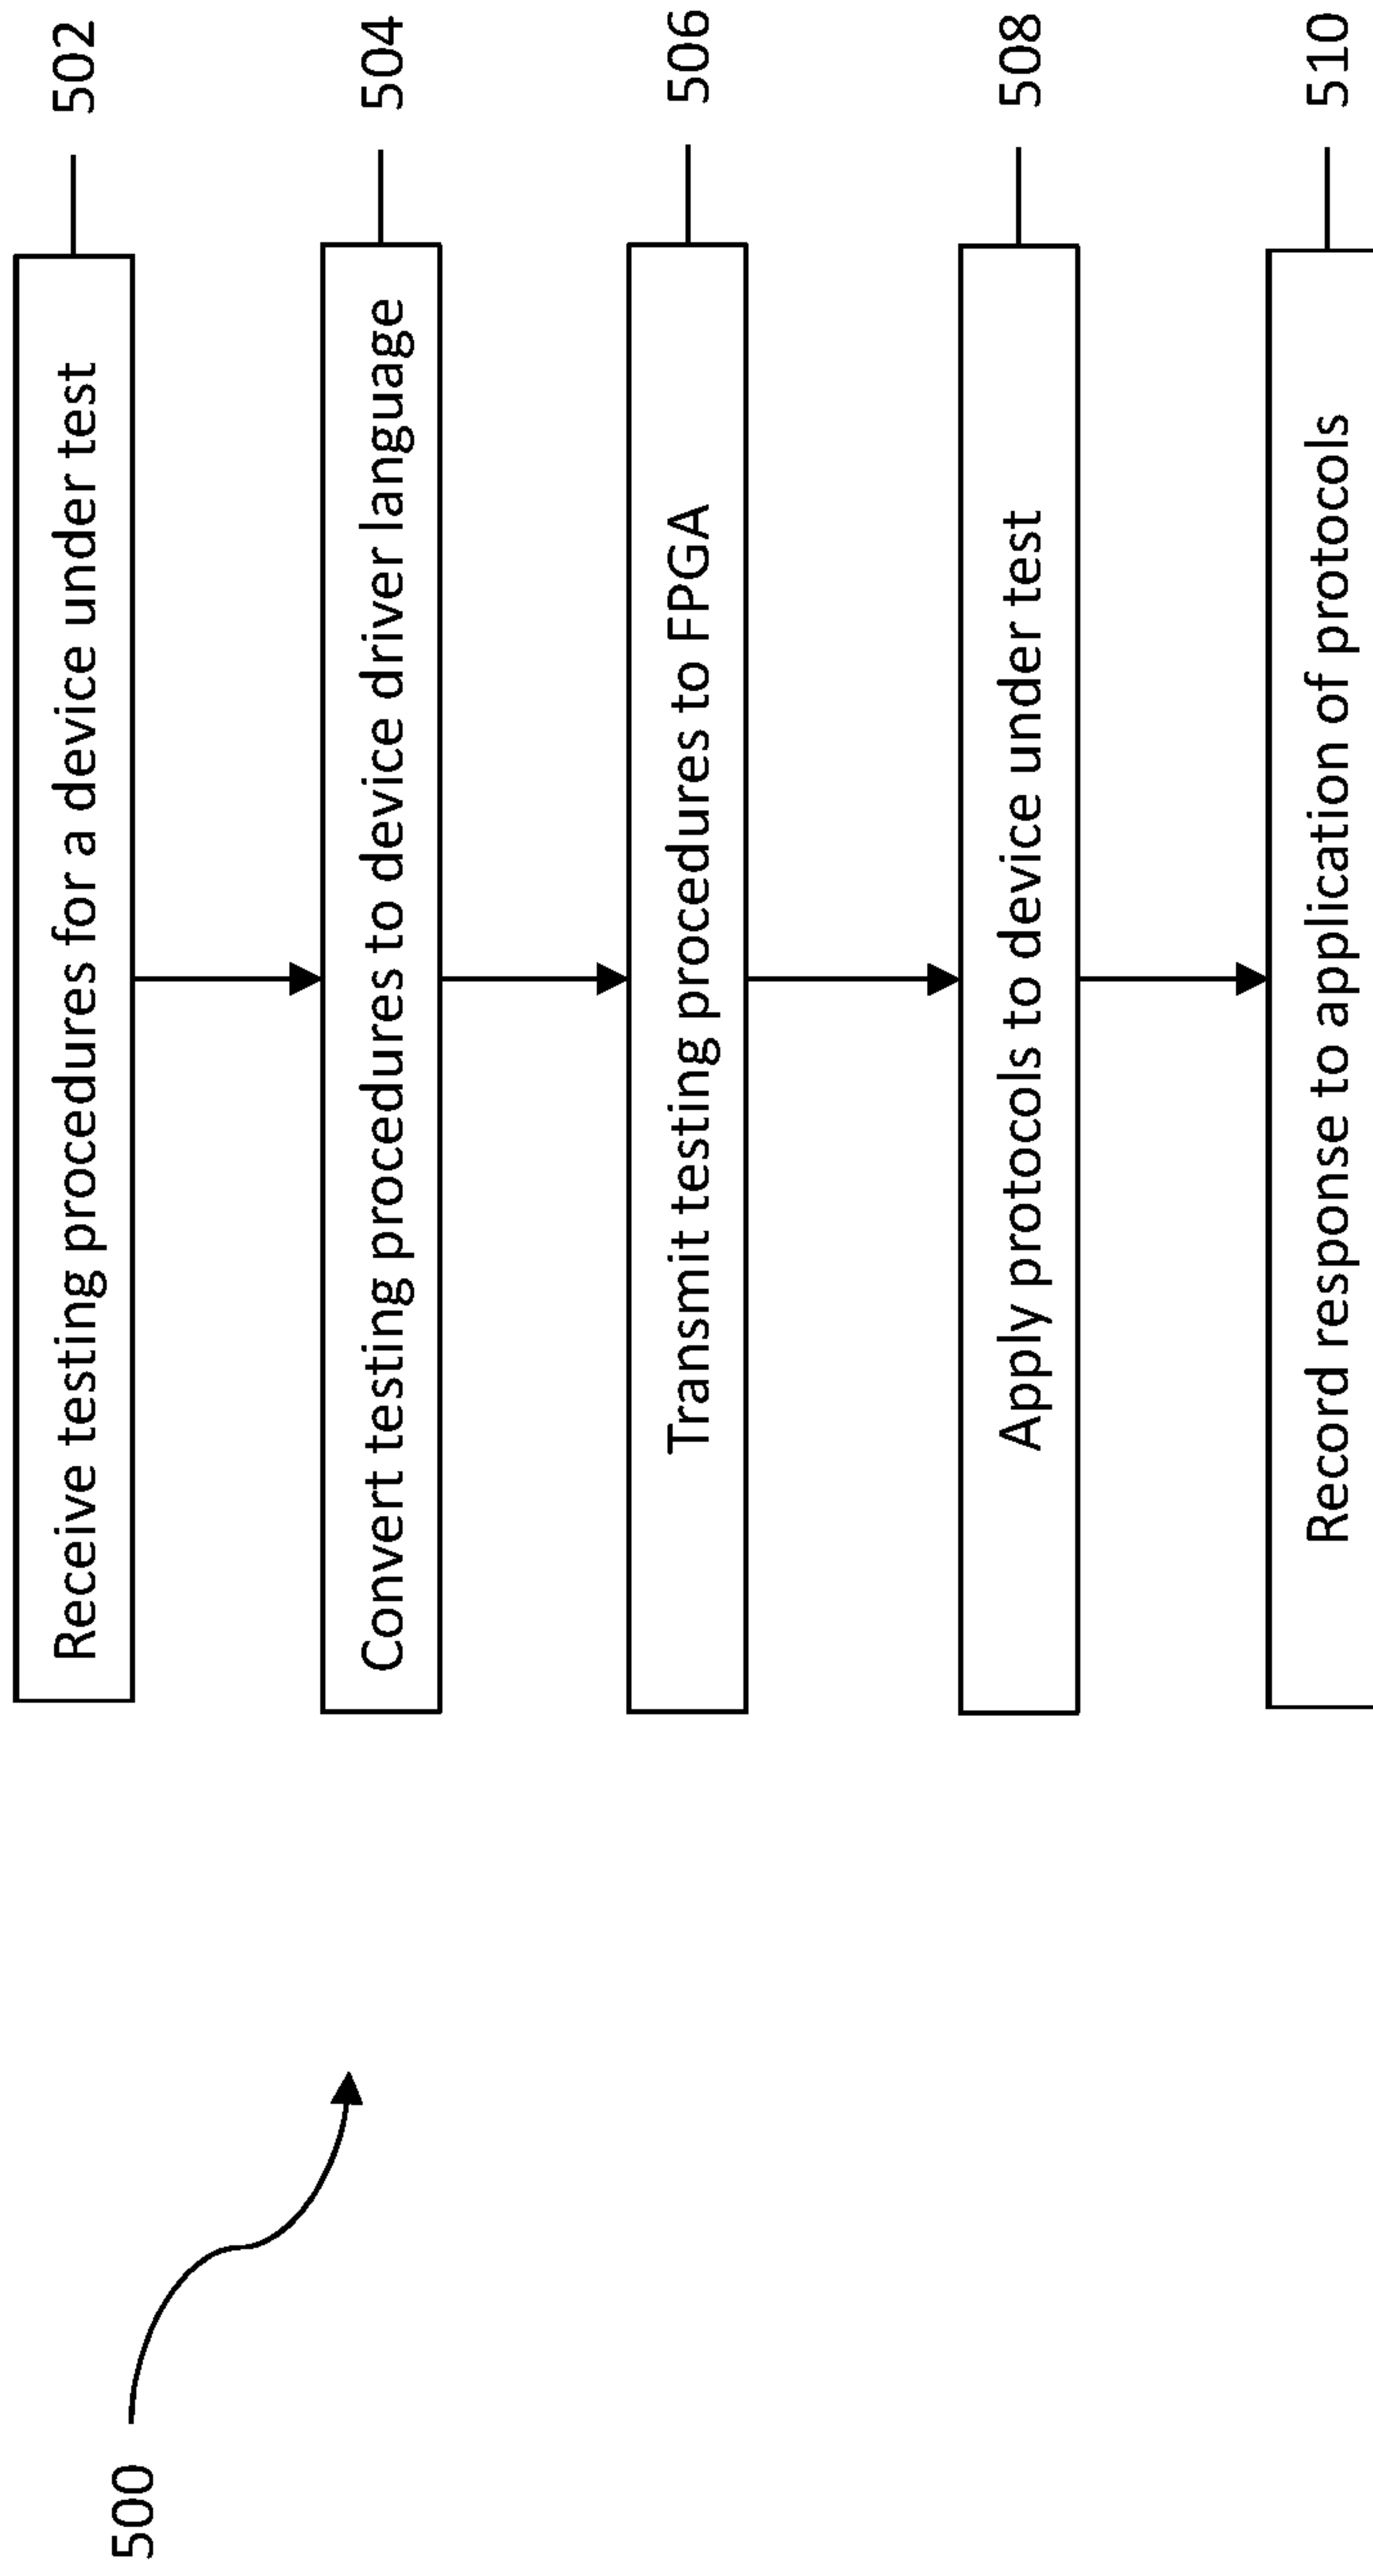 500
Receive testing procedures for a device under test
502
Convert testing procedures to device driver language
504
Transmit testing procedures to FPGA
506
Apply protocols to device under test
508
Record response to application of protocols
510